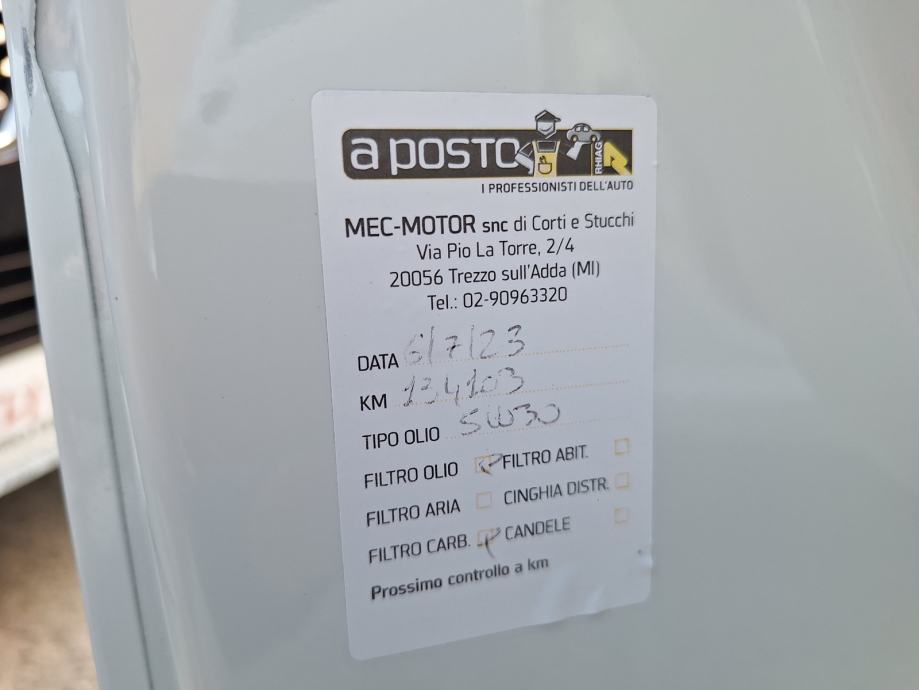 a posto
RHIAG
I PROFESSIONISTI DELL'AUTO
MEC-MOTOR snc di Corti e Stucchi
Via Pio La Torre, 2/4
20056 Trezzo sull'Adda (MI)
Tel.: 02-90963320
DATA 6/7/23
KM 134103
TIPO OLIO 5W30
FILTRO OLIO FILTRO ABIT.
FILTRO ARIA CINGHIA DISTR.
FILTRO CARB. CANDELE
Prossimo controllo a km